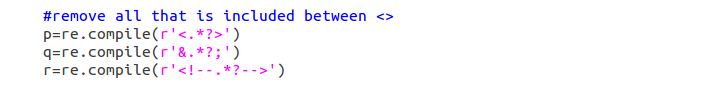 #remove all that is included between <>
p=re.compile(r'<.*?>')
q=re.compile(r'&.*?;')
r=re.compile(r'<!--.*?-->')